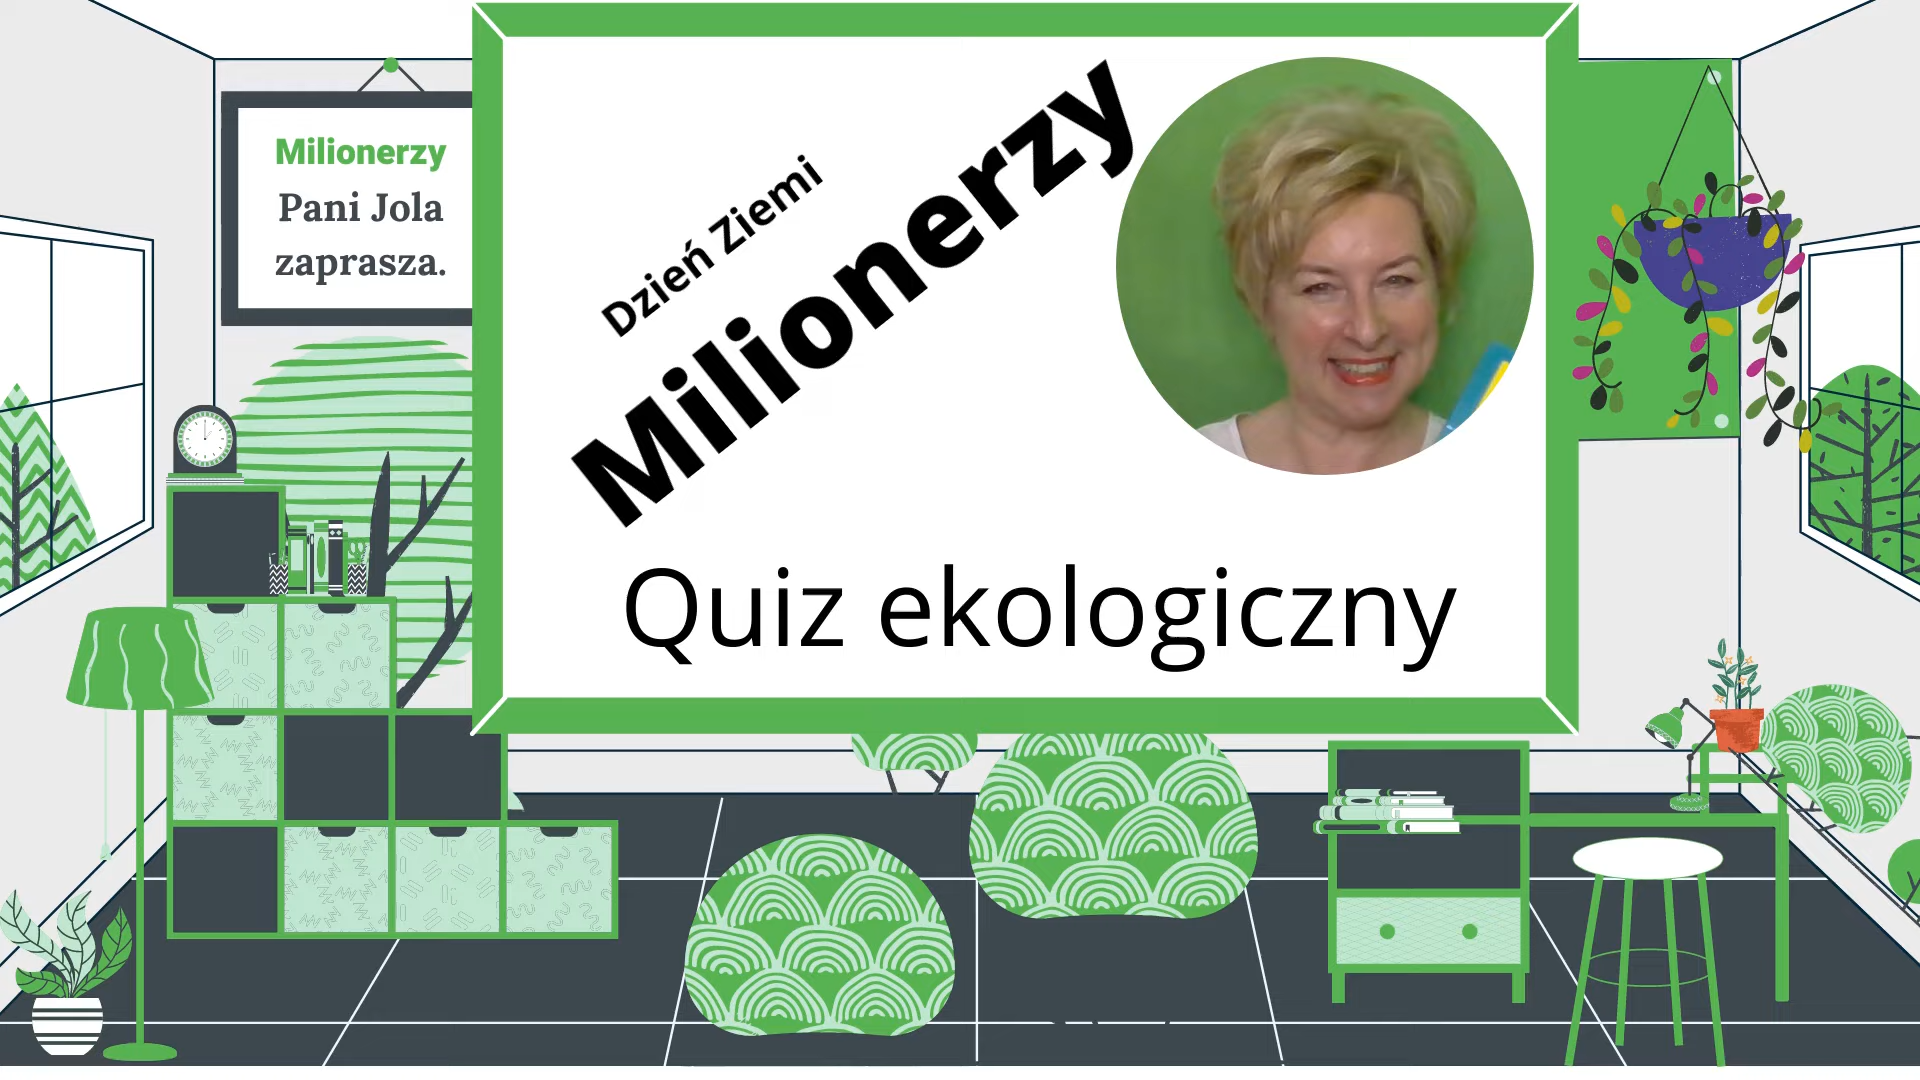 Milionerzy
Pani Jola
zaprasza.
Dzień Ziemi
Milionerzy
Quiz ekologiczny